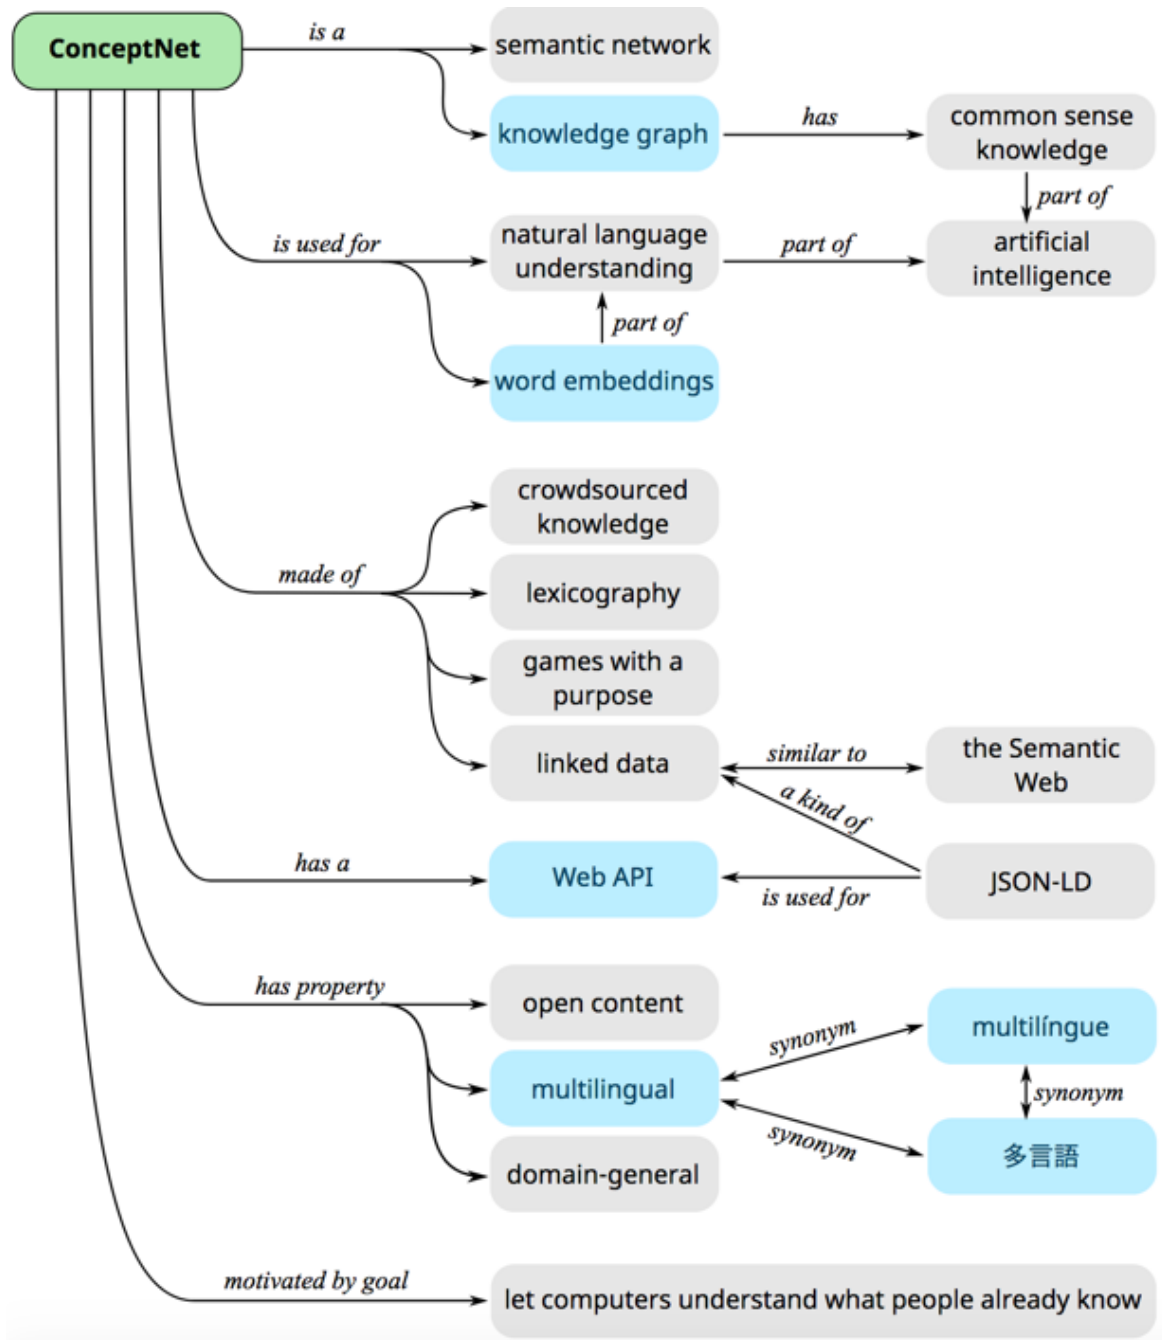 ConceptNet
is a
semantic network
knowledge graph
has
common sense
knowledge
part of
is used for
natural language
understanding
part of
artificial
intelligence
part of
word embeddings
crowdsourced
knowledge
made of
lexicography
games with a
purpose
linked data
similar to
the Semantic
Web
a kind of
has a
Web API
is used for
JSON-LD
has property
open content
multilingual
synonym
multilíngue
synonym
synonym
多言語
domain-general
motivated by goal
let computers understand what people already know